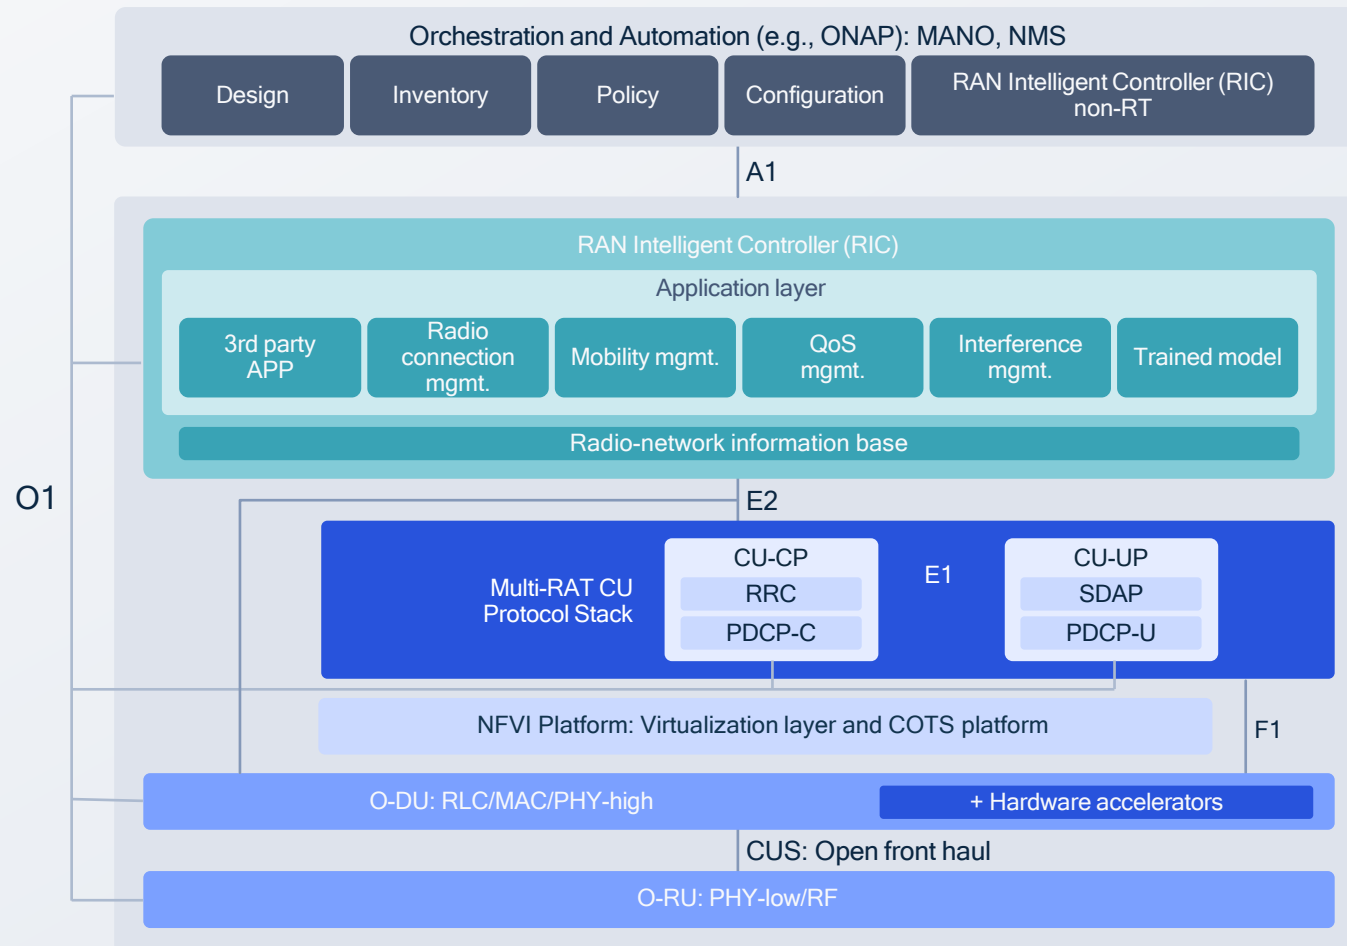 Orchestration and Automation (e.g., ONAP): MANO, NMS
Design
Inventory
Policy
Configuration
RAN Intelligent Controller (RIC)
non-RT
A1
RAN Intelligent Controller (RIC)
Application layer
3rd party
APP
Radio
connection
mgmt.
Mobility mgmt.
QoS
mgmt.
Interference
mgmt.
Trained model
Radio-network information base
O1
E2
Multi-RAT CU
Protocol Stack
CU-CP
RRC
PDCP-C
E1
CU-UP
SDAP
PDCP-U
NFVI Platform: Virtualization layer and COTS platform
F1
O-DU: RLC/MAC/PHY-high
+ Hardware accelerators
CUS: Open front haul
O-RU: PHY-low/RF